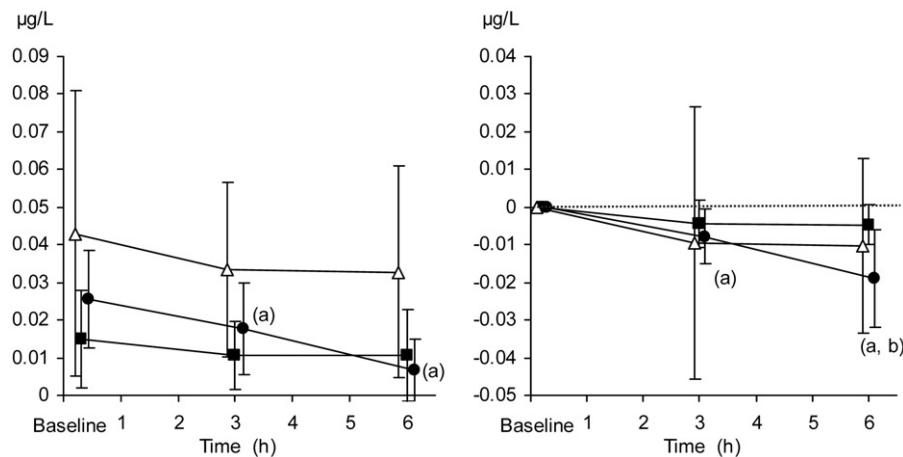 µg/L
0.09
0.08
0.07
0.06
0.05
0.04
0.03
0.02
0.01
0
(a)
(a)
Baseline 1 2 3 4 5 6
Time (h)
µg/L
0.04
0.03
0.02
0.01
0
-0.01
-0.02
-0.03
-0.04
-0.05
(a)
(a, b)
Baseline 1 2 3 4 5 6
Time (h)